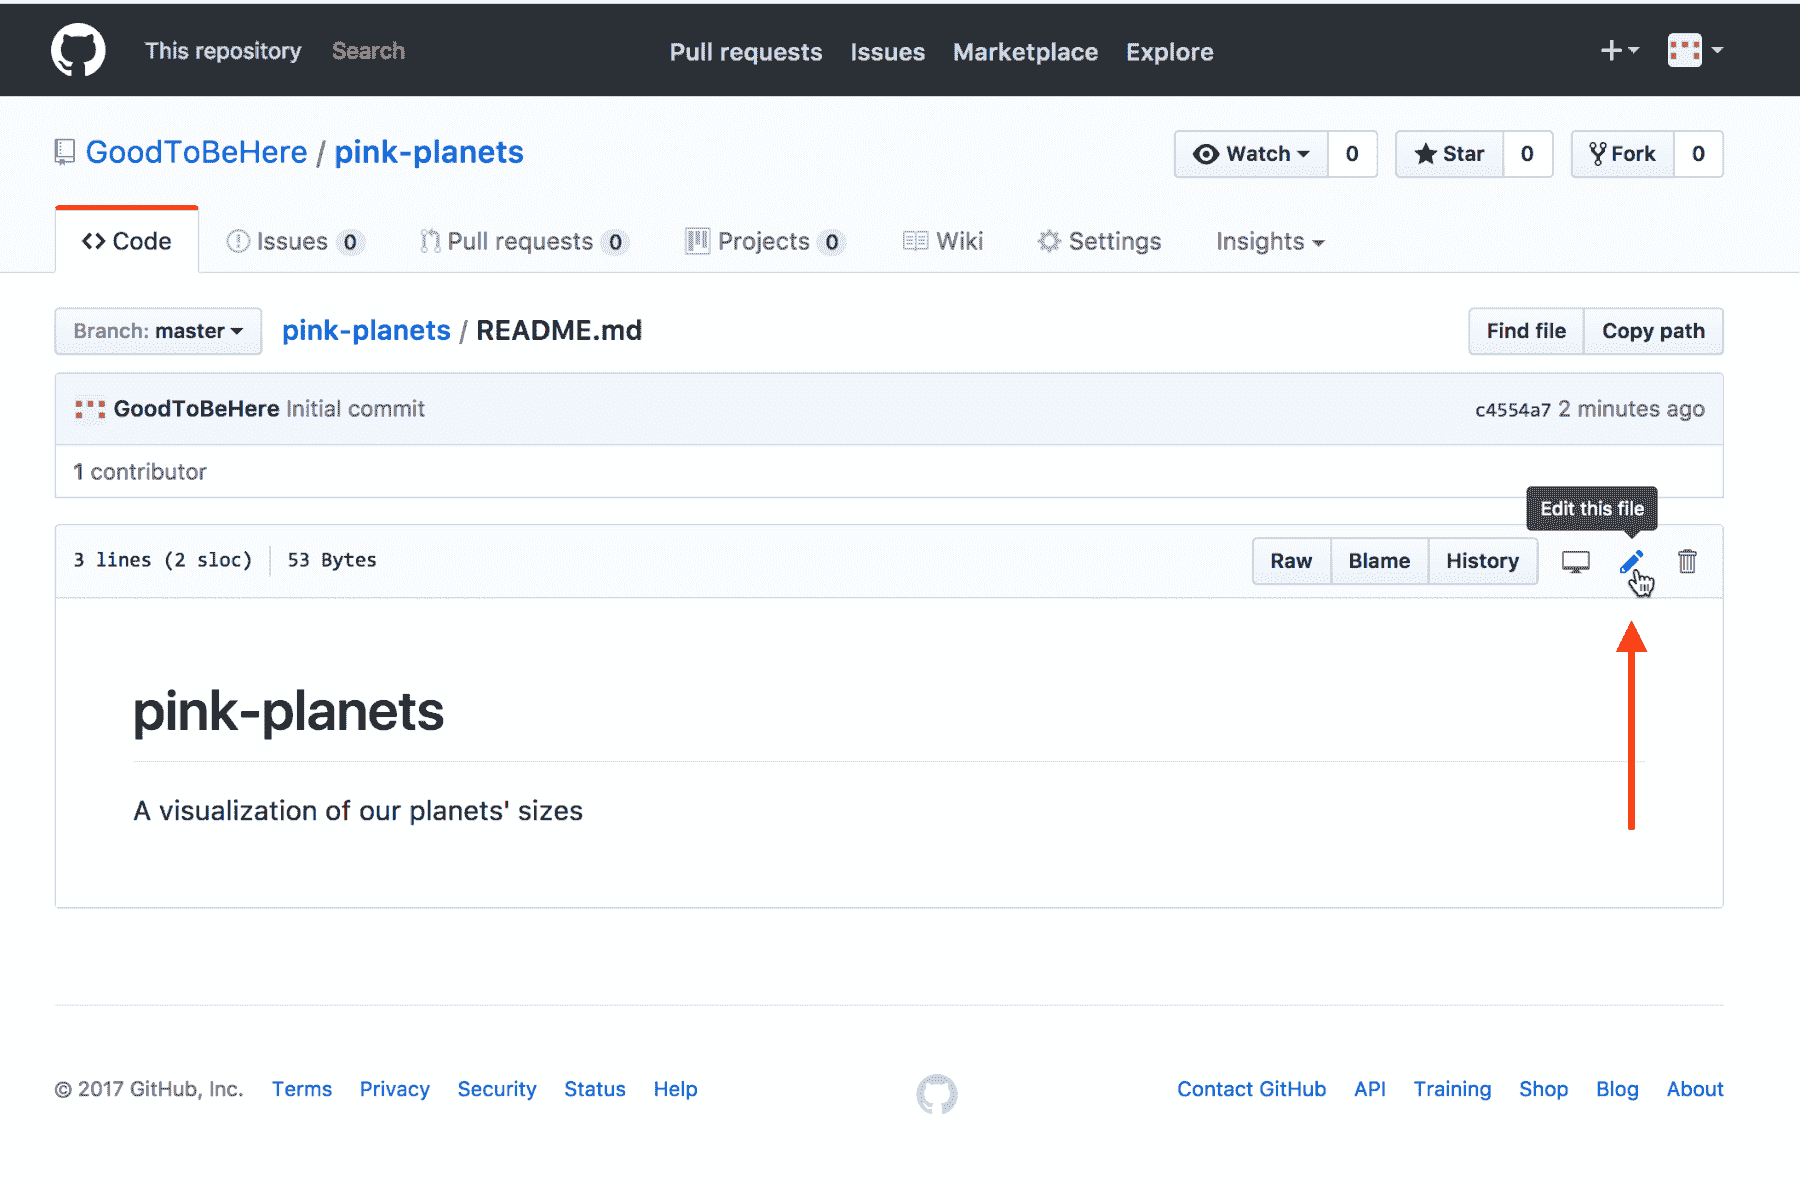 This repository Search Pull requests Issues Marketplace Explore
GoodToBeHere / pink-planets Watch 0 Star 0 Fork 0
Code Issues 0 Pull requests 0 Projects 0 Wiki Settings Insights
Branch: master pink-planets / README.md Find file Copy path
GoodToBeHere Initial commit c4554a7 2 minutes ago
1 contributor
Edit this file
3 lines (2 sloc) 53 Bytes Raw Blame History
pink-planets
A visualization of our planets' sizes
© 2017 GitHub, Inc. Terms Privacy Security Status Help Contact GitHub API Training Shop Blog About